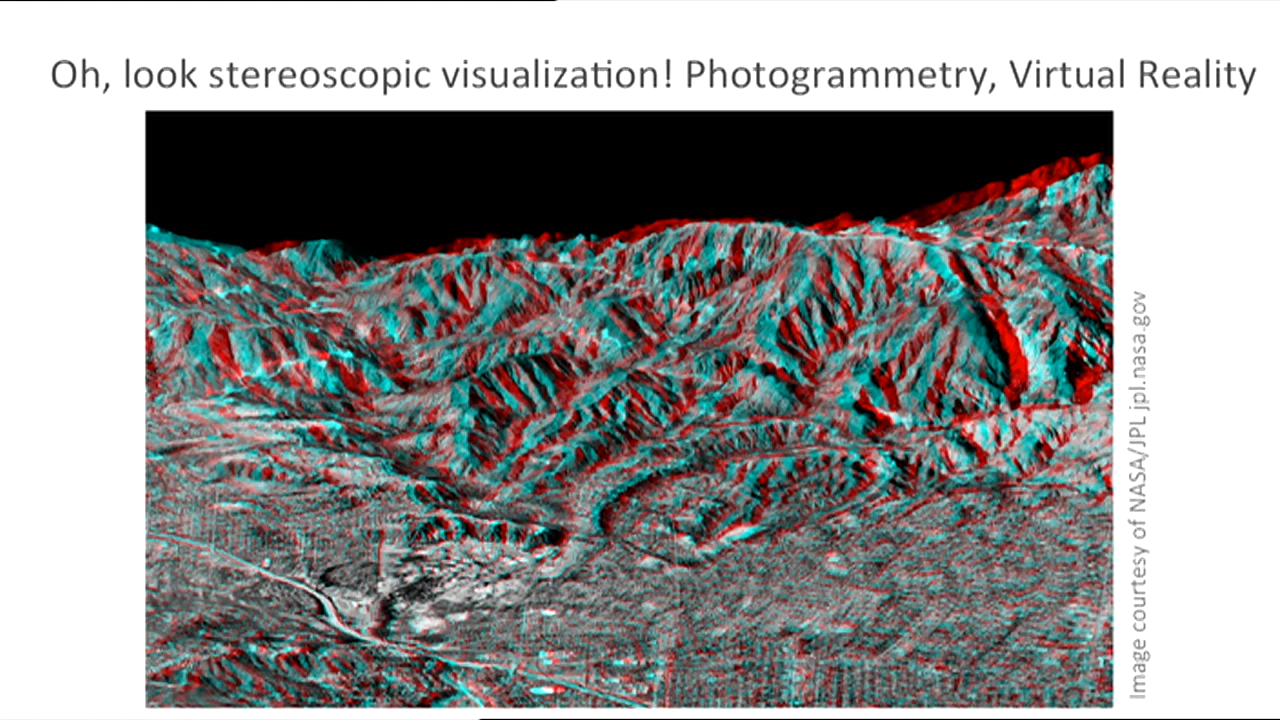 Oh, look stereoscopic visualization! Photogrammetry, Virtual Reality
Image courtesy of NASA/JPL jpl.nasa.gov